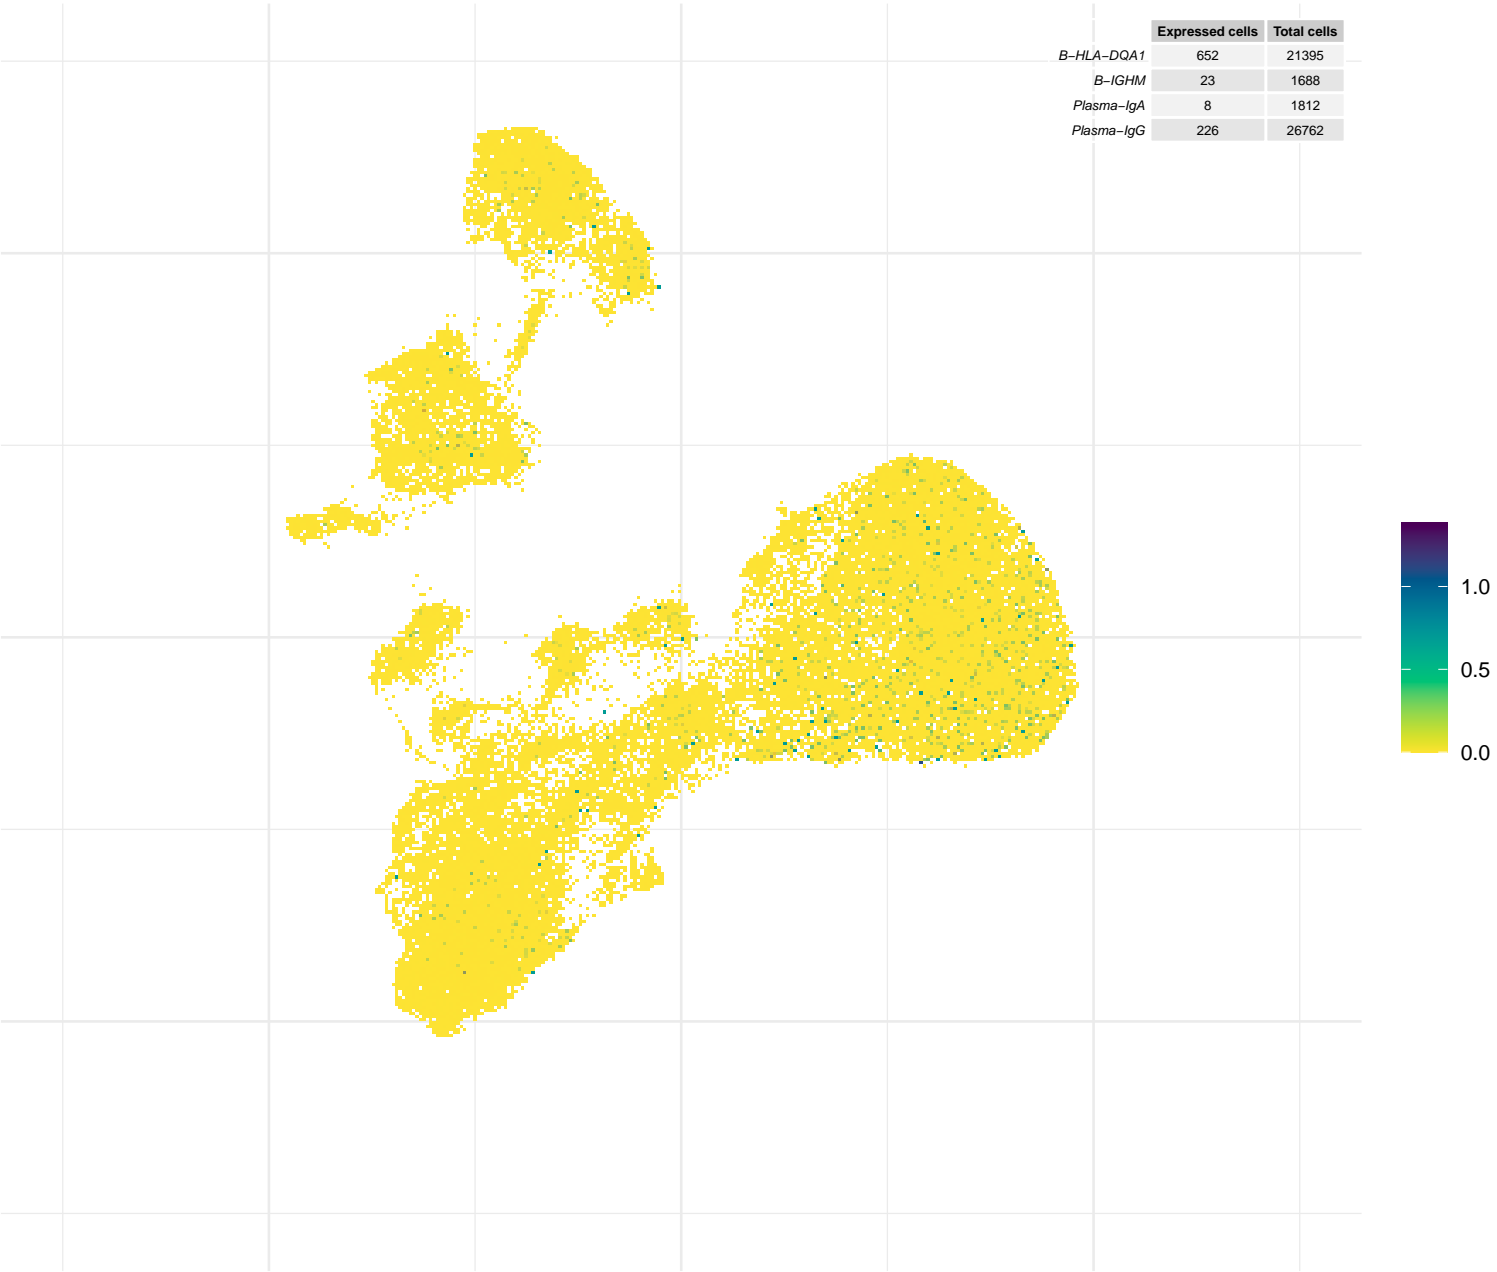 Expressed cells Total cells
B−HLA−DQA1 652 21395
B−IGHM 23 1688
Plasma−IgA 8 1812
Plasma−IgG 226 26762
1.0
0.5
0.0